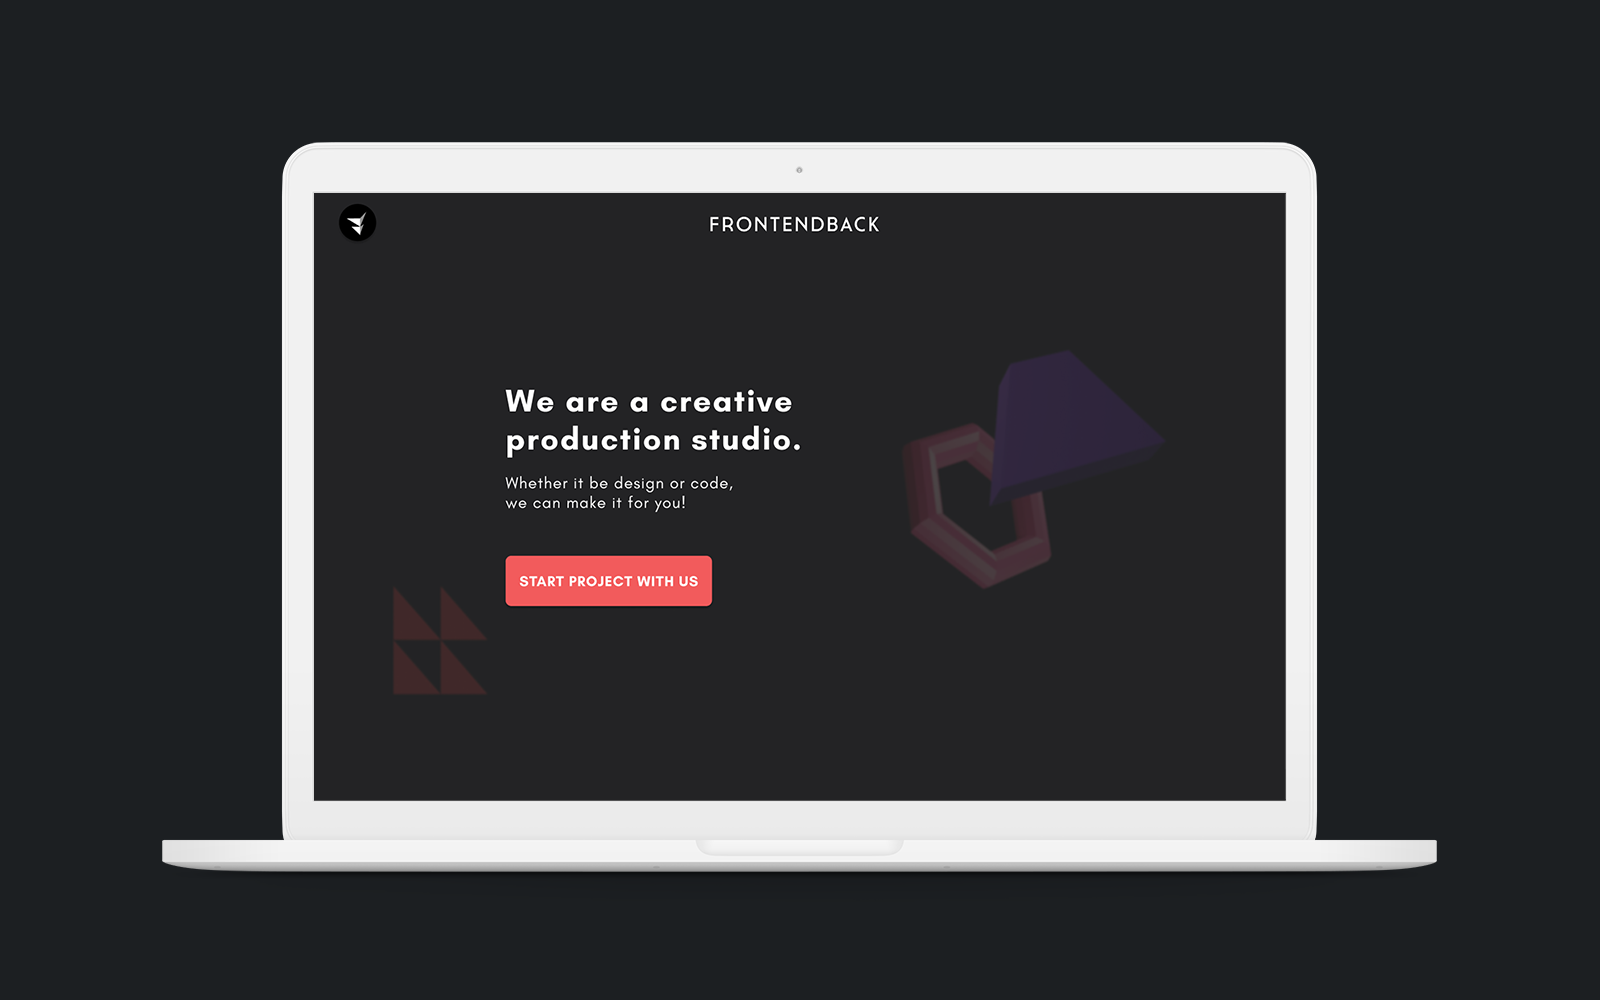 FRONTENDBACK
We are a creative
production studio.
Whether it be design or code,
we can make it for you!
START PROJECT WITH US